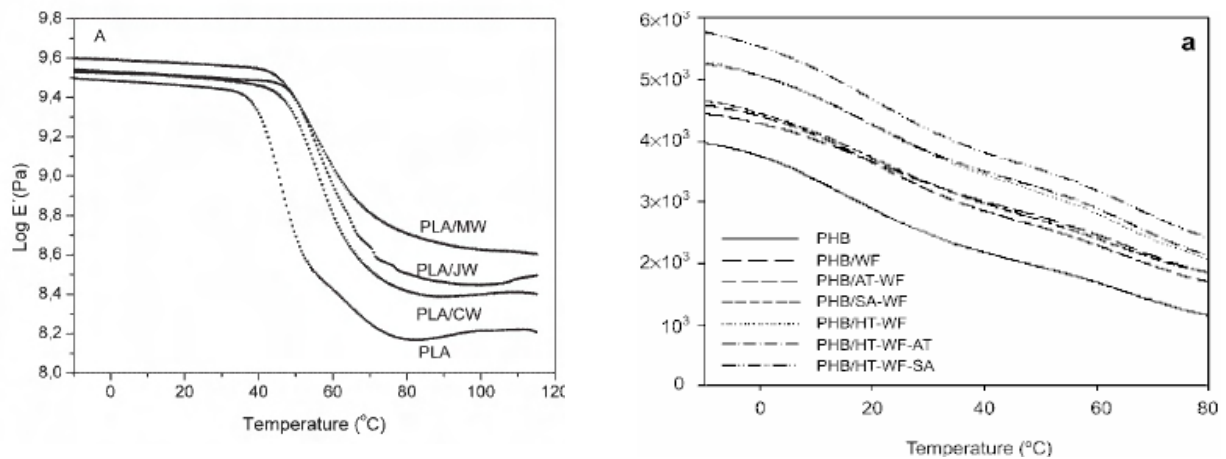 A
9,8
9,6
9,4
9,2
9,0
8,8
8,6
8,4
8,2
8,0
Log E´(Pa)
PLA/MW
PLA/JW
PLA/CW
PLA
0 20 40 60 80 100 120
Temperature (°C)
a
6×10³
5×10³
4×10³
3×10³
2×10³
1×10³
0
PHB
PHB/WF
PHB/AT-WF
PHB/SA-WF
PHB/HT-WF
PHB/HT-WF-AT
PHB/HT-WF-SA
0 20 40 60 80
Temperature (ºC)